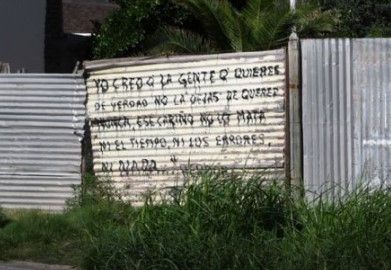 YO CREO Q LA GENTE Q QUIERES
DE VERDAD NO LA DEJAS DE QUERER
NUNCA, ESE CARIÑO NO LO MATA
NI EL TIEMPO, NI LOS ERRORES,
NI NADA..